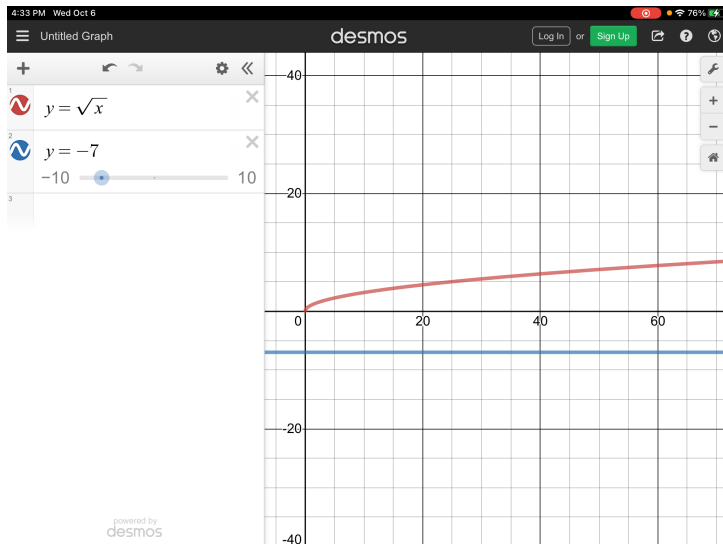 4:33 PM Wed Oct 6
76%
Untitled Graph
desmos
Log In or Sign Up
1
y = √x
2
y = −7
−10
10
3
powered by
desmos
40
20
0
20
40
60
-20
-40